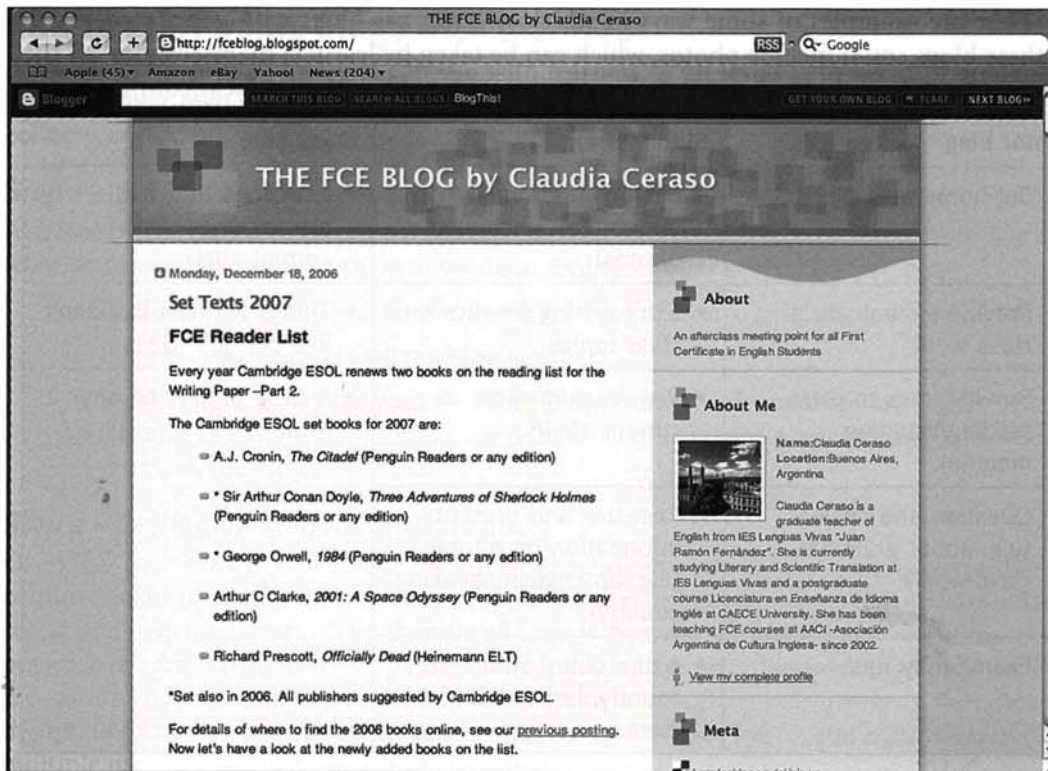 THE FCE BLOG by Claudia Ceraso
http://fceblog.blogspot.com/
RSS
Google
Apple (45) Amazon eBay Yahoo! News (204)
Blogger
SEARCH THIS BLOG
SEARCH ALL BLOGS
BlogThis!
GET YOUR OWN BLOG
FLAG?
NEXT BLOG»
THE FCE BLOG by Claudia Ceraso
Monday, December 18, 2006
Set Texts 2007
FCE Reader List
Every year Cambridge ESOL renews two books on the reading list for the
Writing Paper –Part 2.
The Cambridge ESOL set books for 2007 are:
A.J. Cronin, The Citadel (Penguin Readers or any edition)
* Sir Arthur Conan Doyle, Three Adventures of Sherlock Holmes
(Penguin Readers or any edition)
* George Orwell, 1984 (Penguin Readers or any edition)
Arthur C Clarke, 2001: A Space Odyssey (Penguin Readers or any
edition)
Richard Prescott, Officially Dead (Heinemann ELT)
*Set also in 2006. All publishers suggested by Cambridge ESOL.
For details of where to find the 2006 books online, see our previous posting.
Now let's have a look at the newly added books on the list.
About
An afterclass meeting point for all First
Certificate in English Students
About Me
Name:Claudia Ceraso
Location:Buenos Aires,
Argentina
Claudia Ceraso is a
graduate teacher of
English from IES Lenguas Vivas "Juan
Ramón Fernández". She is currently
studying Literary and Scientific Translation at
IES Lenguas Vivas and a postgraduate
course Licenciatura en Enseñanza de Idioma
Inglés at CAECE University. She has been
teaching FCE courses at AACI -Asociación
Argentina de Cultura Inglesa- since 2002.
View my complete profile
Meta